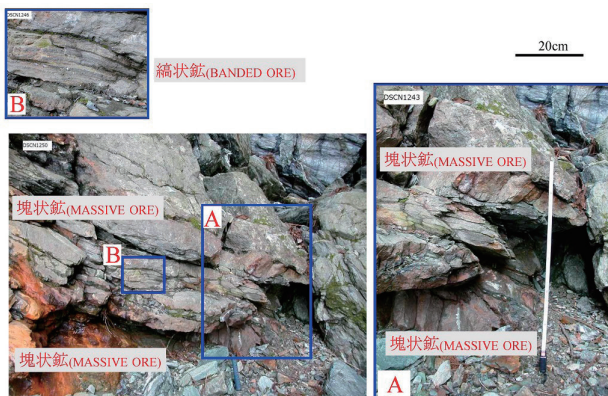 DSCN1246
B
縞状鉱(BANDED ORE)
20cm
DSCN1250
塊状鉱(MASSIVE ORE)
A
B
塊状鉱(MASSIVE ORE)
DSCN1243
塊状鉱(MASSIVE ORE)
塊状鉱(MASSIVE ORE)
A